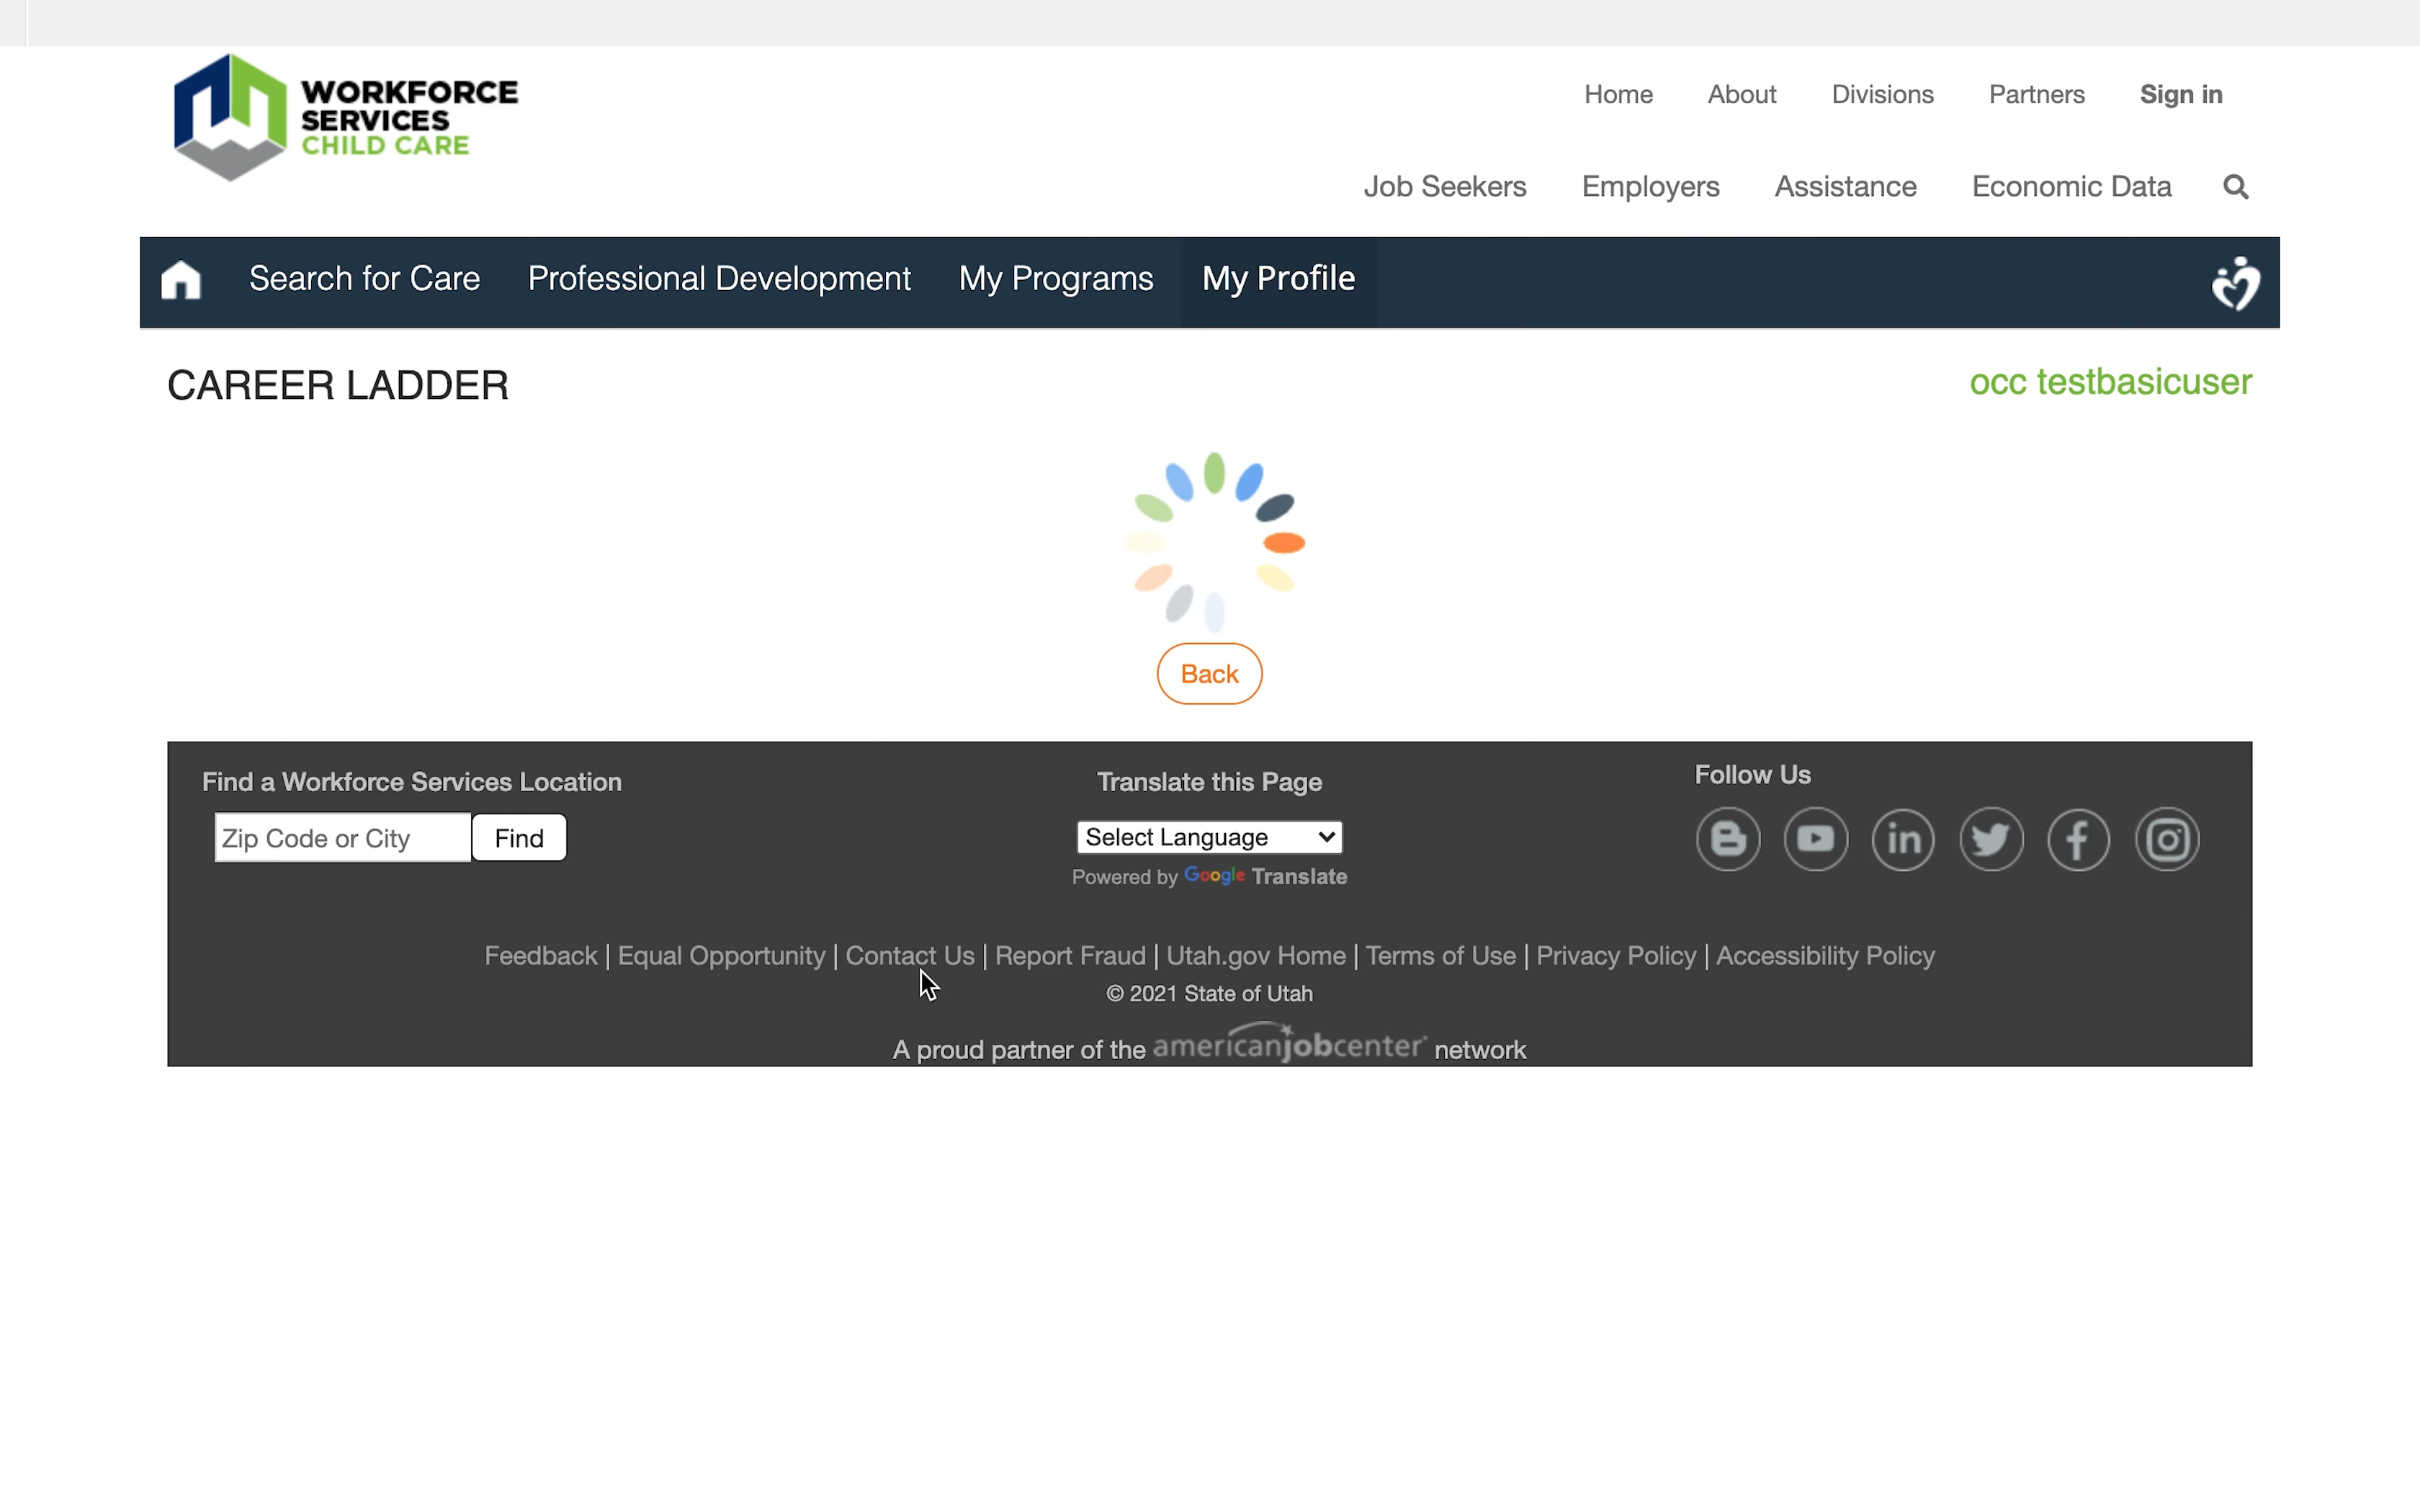 WORKFORCE
SERVICES
CHILD CARE
Home About Divisions Partners Sign in
Job Seekers Employers Assistance Economic Data
Search for Care Professional Development My Programs My Profile
CAREER LADDER
occ testbasicuser
Back
Find a Workforce Services Location
Zip Code or City Find
Translate this Page
Select Language
Powered by Google Translate
Follow Us
Feedback | Equal Opportunity | Contact Us | Report Fraud | Utah.gov Home | Terms of Use | Privacy Policy | Accessibility Policy
© 2021 State of Utah
A proud partner of the americanjobcenter network